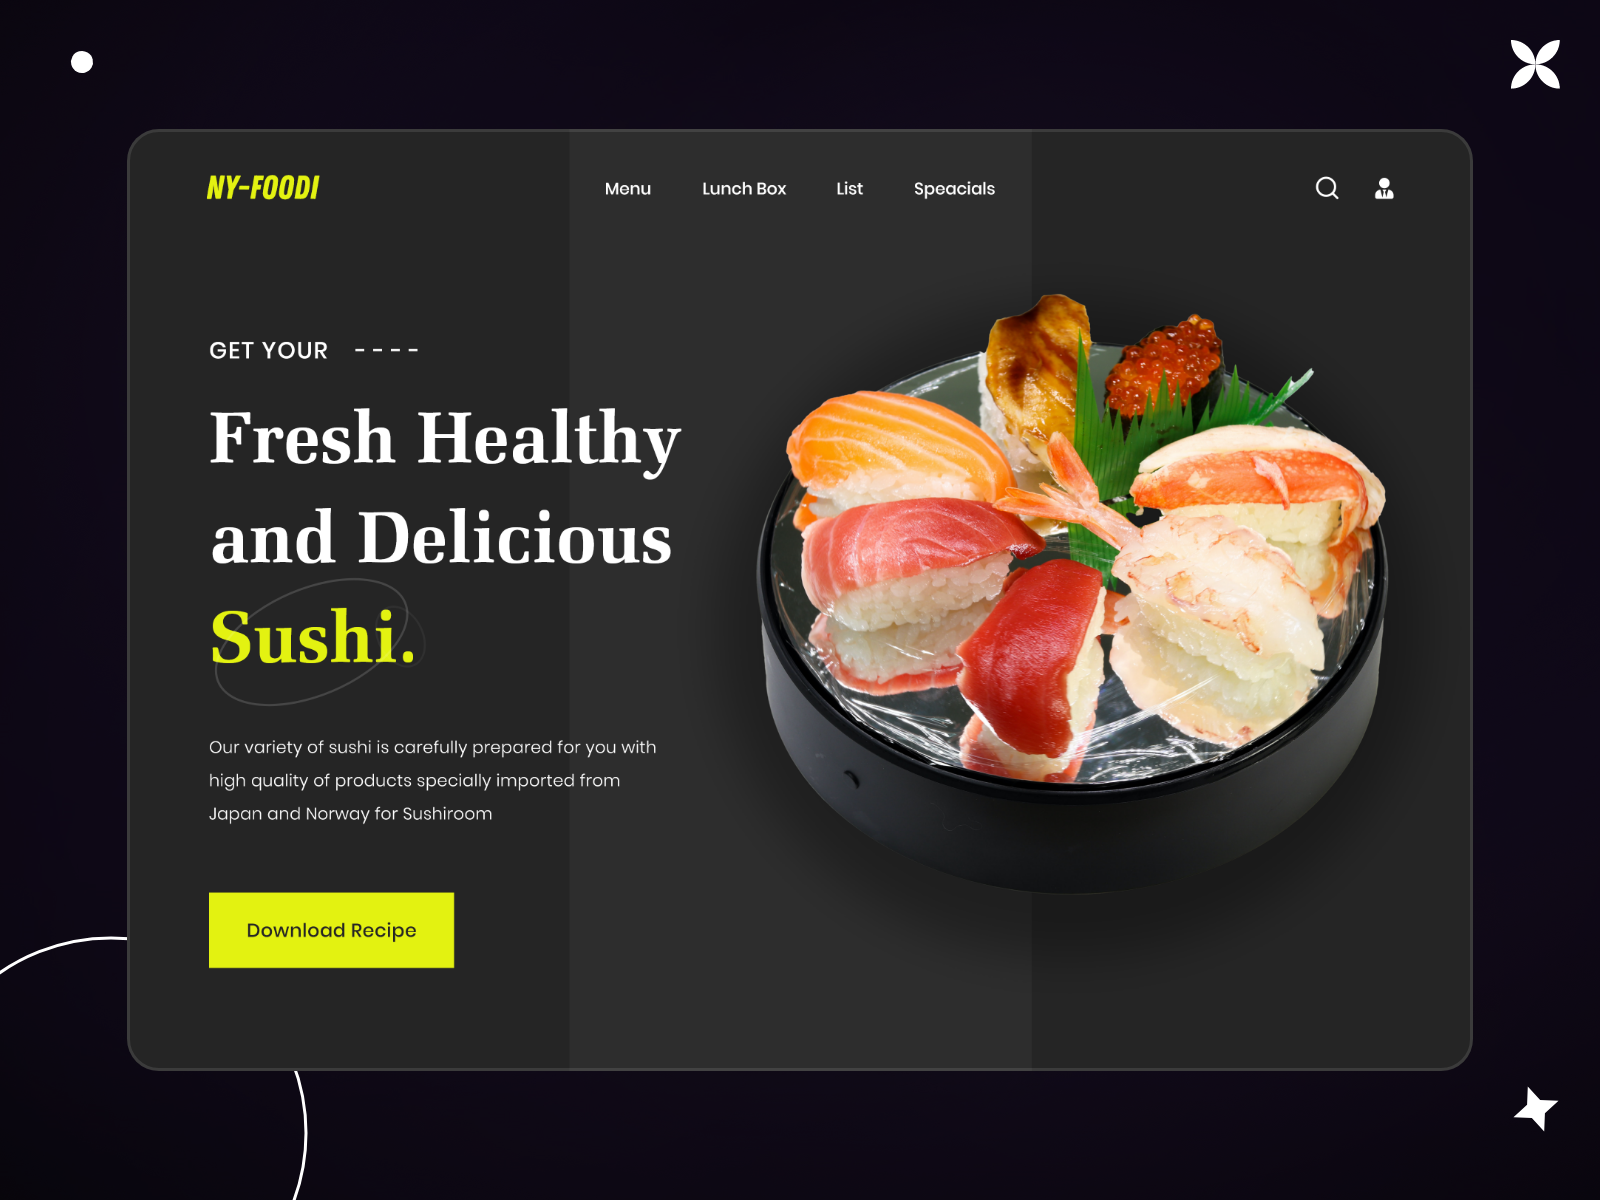 NY-FOODI
Menu Lunch Box List Speacials
GET YOUR ----
Fresh Healthy
and Delicious
Sushi.
Our variety of sushi is carefully prepared for you with
high quality of products specially imported from
Japan and Norway for Sushiroom
Download Recipe